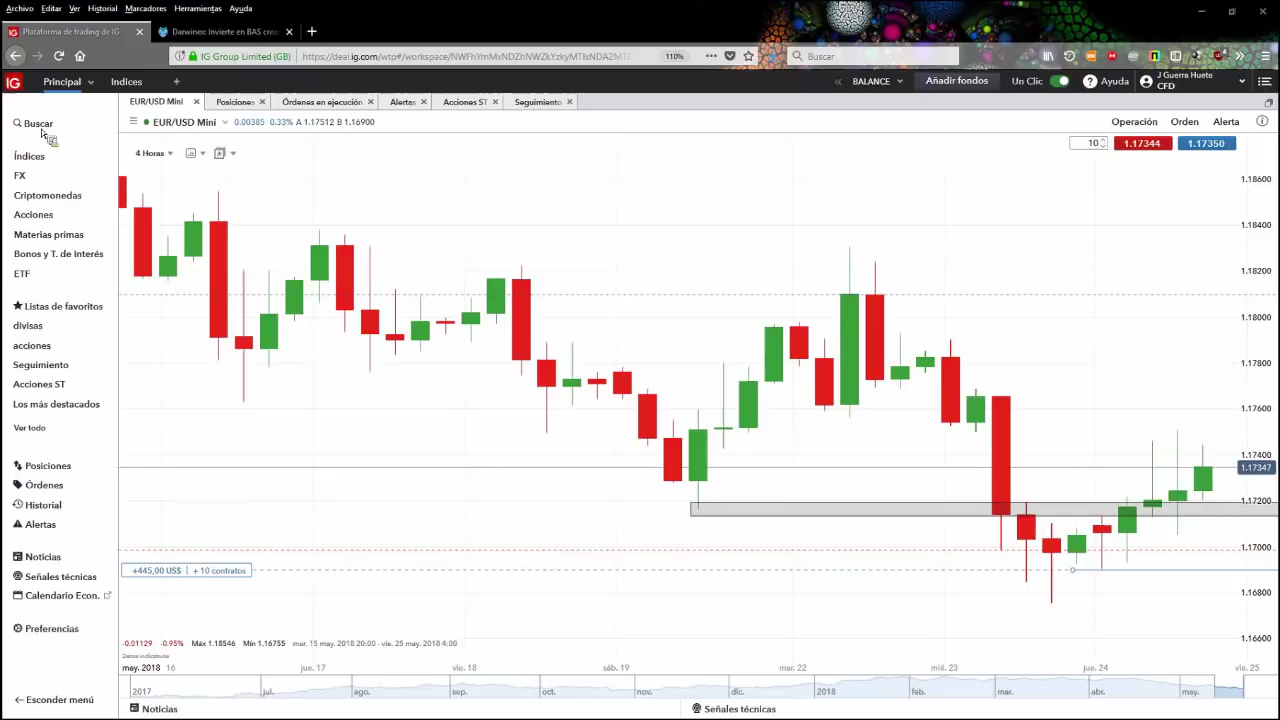 Archivo Editar Ver Historial Marcadores Herramientas Ayuda
Plataforma de trading de IG
Darwinex: Invierte en BAS crea
IG Group Limited (GB)
110%
Buscar
IG
Principal
Indices
BALANCE
Añadir fondos
Un Clic
Ayuda
J Guerra Huete
CFD
EUR/USD Mini
Posiciones
Órdenes en ejecución
Alertas
Acciones ST
Seguimiento
EUR/USD Mini
0.00385 0.33% A 1.17512 B 1.16900
Operación
Orden
Alerta
4 Horas
10
1.17344
1.17350
Buscar
Índices
FX
Criptomonedas
Acciones
Materias primas
Bonos y T. de Interés
ETF
Listas de favoritos
divisas
acciones
Seguimiento
Acciones ST
Los más destacados
Ver todo
Posiciones
Órdenes
Historial
Alertas
Noticias
Señales técnicas
Calendario Econ.
Preferencias
Esconder menú
1.18600
1.18400
1.18200
1.18000
1.17800
1.17600
1.17400
1.17347
1.17200
1.17000
1.16800
1.16600
+445,00 US$ + 10 contratos
-0.01129 -0.95% Máx 1.18546 Mín 1.16755 mar. 15 may. 2018 20:00 - vie. 25 may. 2018 4:00
Datos indicativos
may. 2018 16 jue. 17 vie. 18 sáb. 19 mar. 22 mié. 23 jue. 24 vie. 25
2017 jul. ago. sep. oct. nov. dic. 2018 feb. mar. abr. may.
Noticias
Señales técnicas